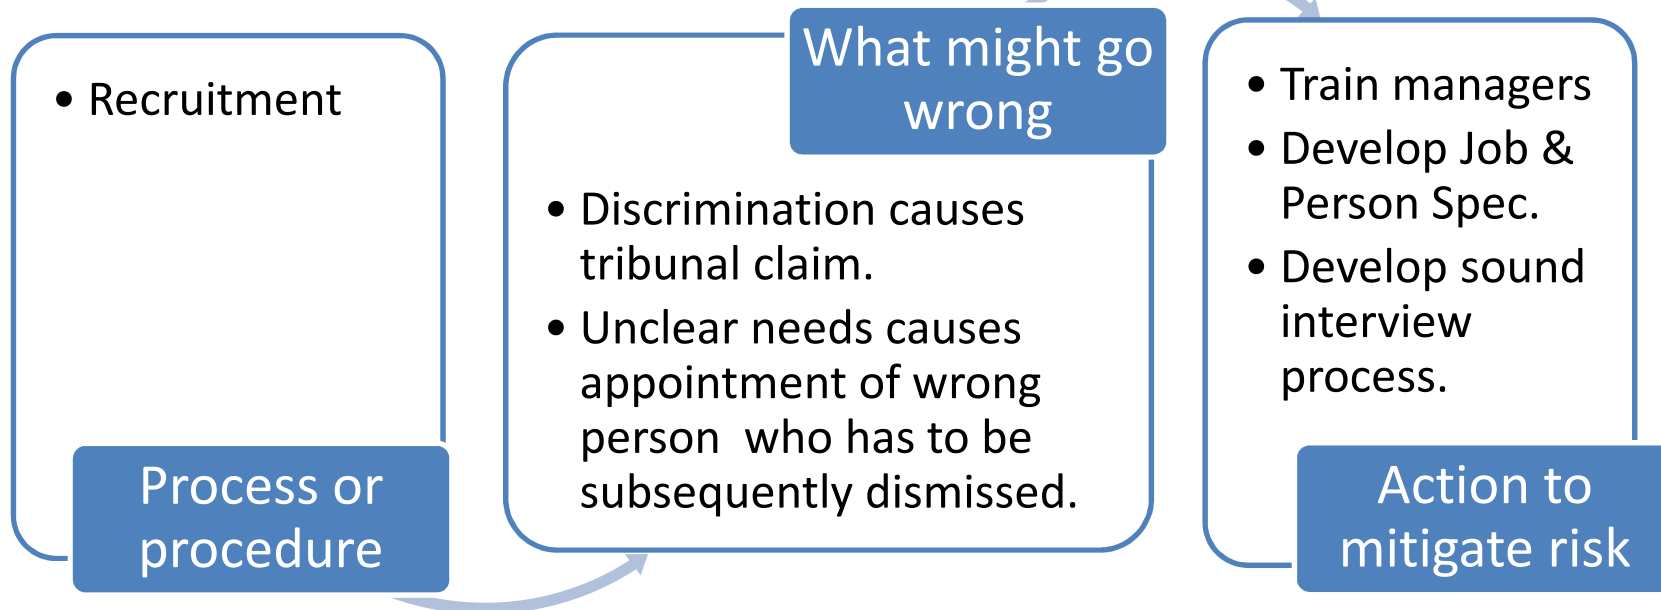 • Recruitment
Process or
procedure
What might go
wrong
• Discrimination causes
tribunal claim.
• Unclear needs causes
appointment of wrong
person  who has to be
subsequently dismissed.
• Train managers
• Develop Job &
Person Spec.
• Develop sound
interview
process.
Action to
mitigate risk